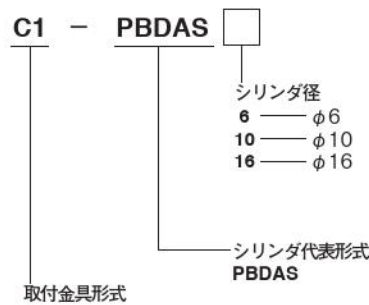 C1 － PBDAS
シリンダ径
6 ── φ6
10 ── φ10
16 ── φ16
シリンダ代表形式
PBDAS
取付金具形式